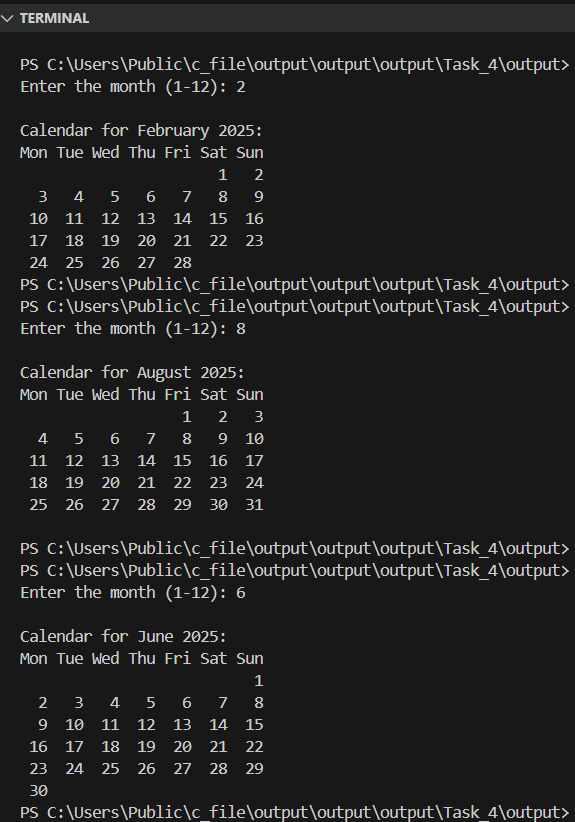 TERMINAL
PS C:\Users\Public\c_file\output\output\output\Task_4\output>
Enter the month (1-12): 2
Calendar for February 2025:
Mon Tue Wed Thu Fri Sat Sun
                      1   2
  3   4   5   6   7   8   9
 10  11  12  13  14  15  16
 17  18  19  20  21  22  23
 24  25  26  27  28
PS C:\Users\Public\c_file\output\output\output\Task_4\output>
PS C:\Users\Public\c_file\output\output\output\Task_4\output>
Enter the month (1-12): 8
Calendar for August 2025:
Mon Tue Wed Thu Fri Sat Sun
                  1   2   3
  4   5   6   7   8   9  10
 11  12  13  14  15  16  17
 18  19  20  21  22  23  24
 25  26  27  28  29  30  31
PS C:\Users\Public\c_file\output\output\output\Task_4\output>
PS C:\Users\Public\c_file\output\output\output\Task_4\output>
Enter the month (1-12): 6
Calendar for June 2025:
Mon Tue Wed Thu Fri Sat Sun
                          1
  2   3   4   5   6   7   8
  9  10  11  12  13  14  15
 16  17  18  19  20  21  22
 23  24  25  26  27  28  29
 30
PS C:\Users\Public\c_file\output\output\output\Task_4\output>